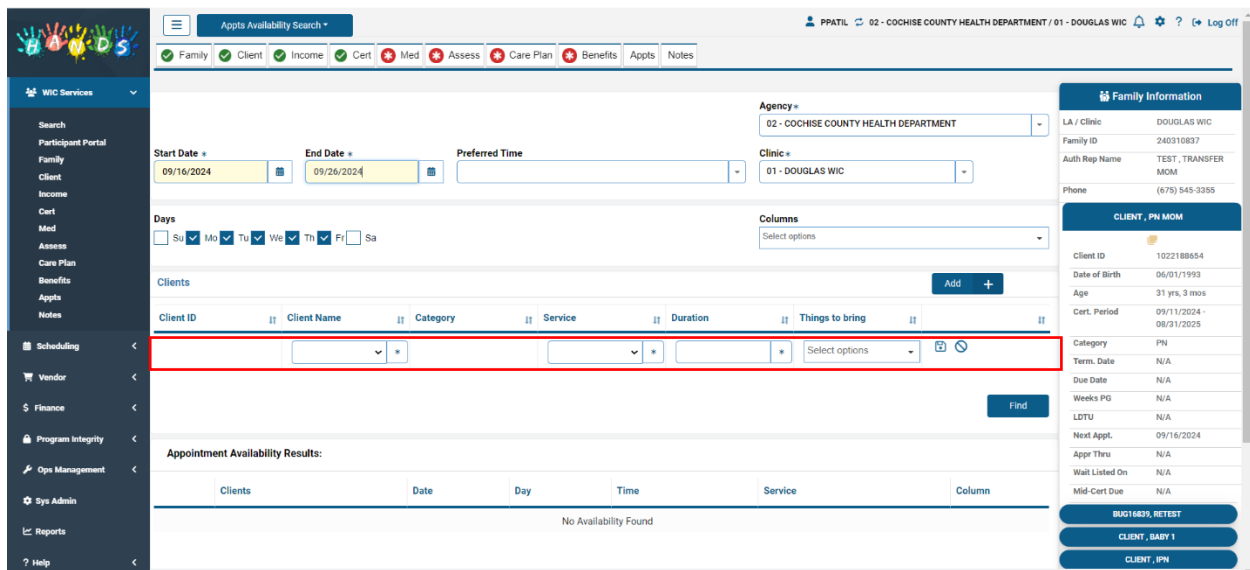 HANDS
Appts Availability Search
PPATIL 02 - COCHISE COUNTY HEALTH DEPARTMENT / 01 - DOUGLAS WIC ? Log Off
Family Client Income Cert Med Assess Care Plan Benefits Appts Notes
WIC Services
Search
Participant Portal
Family
Client
Income
Cert
Med
Assess
Care Plan
Benefits
Appts
Notes
Scheduling
Vendor
$ Finance
Program Integrity
Ops Management
Sys Admin
Reports
? Help
Agency*
02 - COCHISE COUNTY HEALTH DEPARTMENT
Start Date * End Date * Preferred Time Clinic*
09/16/2024 09/26/2024 01 - DOUGLAS WIC
Days Columns
Su Mo Tu We Th Fr Sa Select options
Clients Add +
Client ID Client Name Category Service Duration Things to bring
* * * Select options
Find
Appointment Availability Results:
Clients Date Day Time Service Column
No Availability Found
Family Information
LA / Clinic DOUGLAS WIC
Family ID 240310837
Auth Rep Name TEST , TRANSFER
MOM
Phone (675) 545-3355
CLIENT , PN MOM
Client ID 1022188654
Date of Birth 06/01/1993
Age 31 yrs, 3 mos
Cert. Period 09/11/2024 -
08/31/2025
Category PN
Term. Date N/A
Due Date N/A
Weeks PG N/A
LDTU N/A
Next Appt. 09/16/2024
Appr Thru N/A
Wait Listed On N/A
Mid-Cert Due N/A
BUG16839, RETEST
CLIENT , BABY 1
CLIENT , IPN